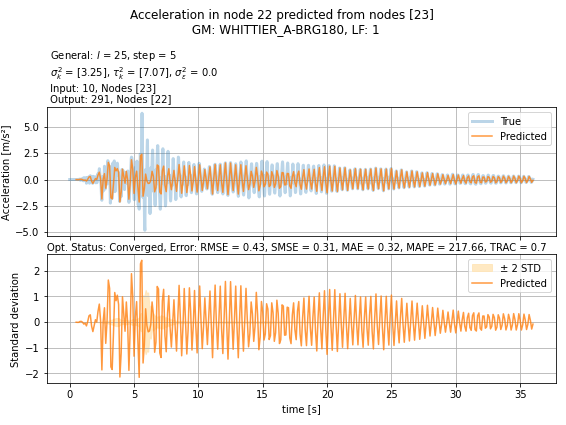 Acceleration in node 22 predicted from nodes [23]
GM: WHITTIER_A-BRG180, LF: 1
General: l = 25, step = 5
σ²ₖ = [3.25], τ²ₖ = [7.07], σ²ε = 0.0
Input: 10, Nodes [23]
Output: 291, Nodes [22]
Acceleration [m/s²]
5.0
2.5
0.0
−2.5
−5.0
True
Predicted
Opt. Status: Converged, Error: RMSE = 0.43, SMSE = 0.31, MAE = 0.32, MAPE = 217.66, TRAC = 0.7
Standard deviation
2
1
0
−1
−2
± 2 STD
Predicted
0 5 10 15 20 25 30 35
time [s]